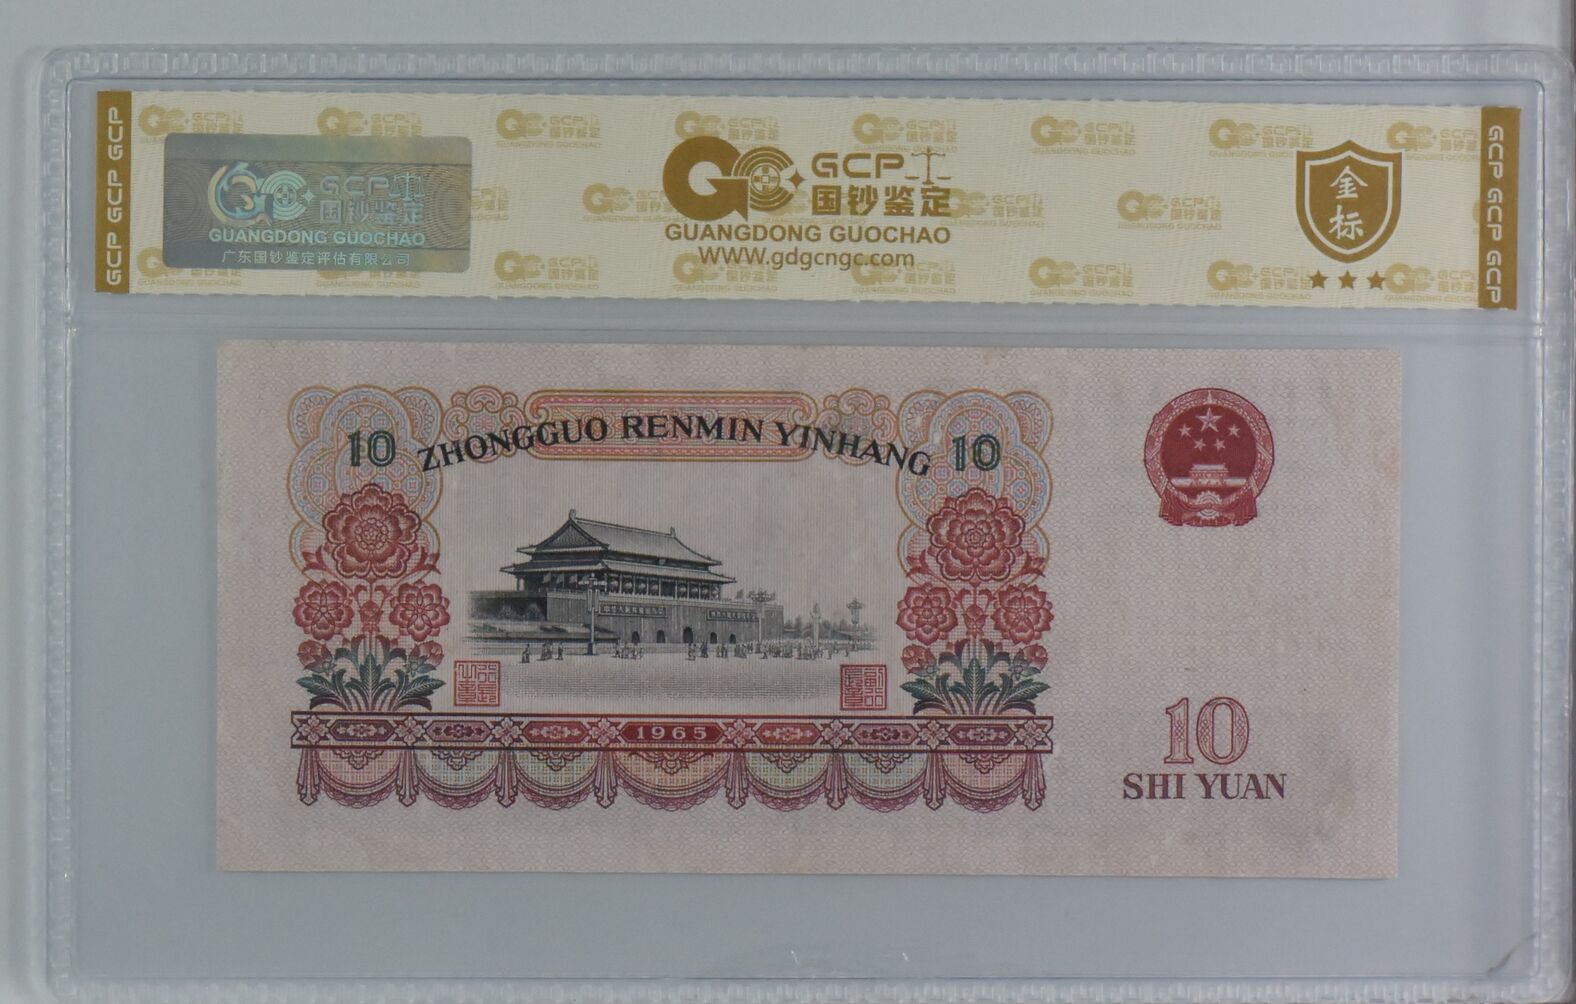 GCP GCP GCP
GCP
国钞鉴定
GUANGDONG GUOCHAO
广东国钞鉴定评估有限公司
GCP
国钞鉴定
GUANGDONG GUOCHAO
WWW.gdgcngc.com
金
标
GCP GCP GCP
10 ZHONGGUO RENMIN YINHANG 10
1965
10
SHI YUAN